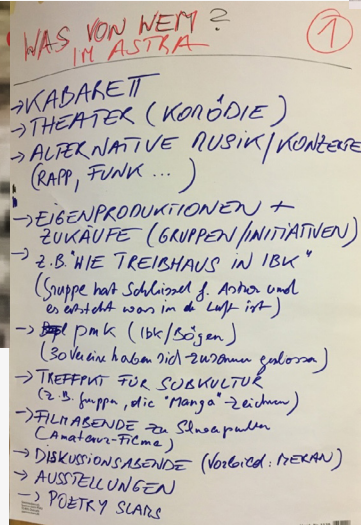 WAS VON WEM?
IM ASTRA
1
→ KABARETT
→ THEATER (KOMÖDIE)
→ ALTERNATIVE MUSIK/KONZERTE
(RAPP, FUNK...)
→ EIGENPRODUKTIONEN +
ZUKÄUFE (GRUPPEN/INITIATIVEN)
→ z.B. "WIE TREIBHAUS IN IBK"
(Gruppe hat Schlüssel f. Astra und
es entsteht was in der Luft ist)
→ pmk (Ibk/Bögen)
(30 Vereine haben sich zusammen geschlossen)
→ TREFFPKT FÜR SUBKULTUR
(z.B. Gruppen, die "Manga" zeichnen)
→ FILMABENDE zu
(Amateur-Filme)
→ DISKUSSIONSABENDE (Vorbild: MERAN)
→ AUSSTELLUNGEN
→ POETRY SLAMS